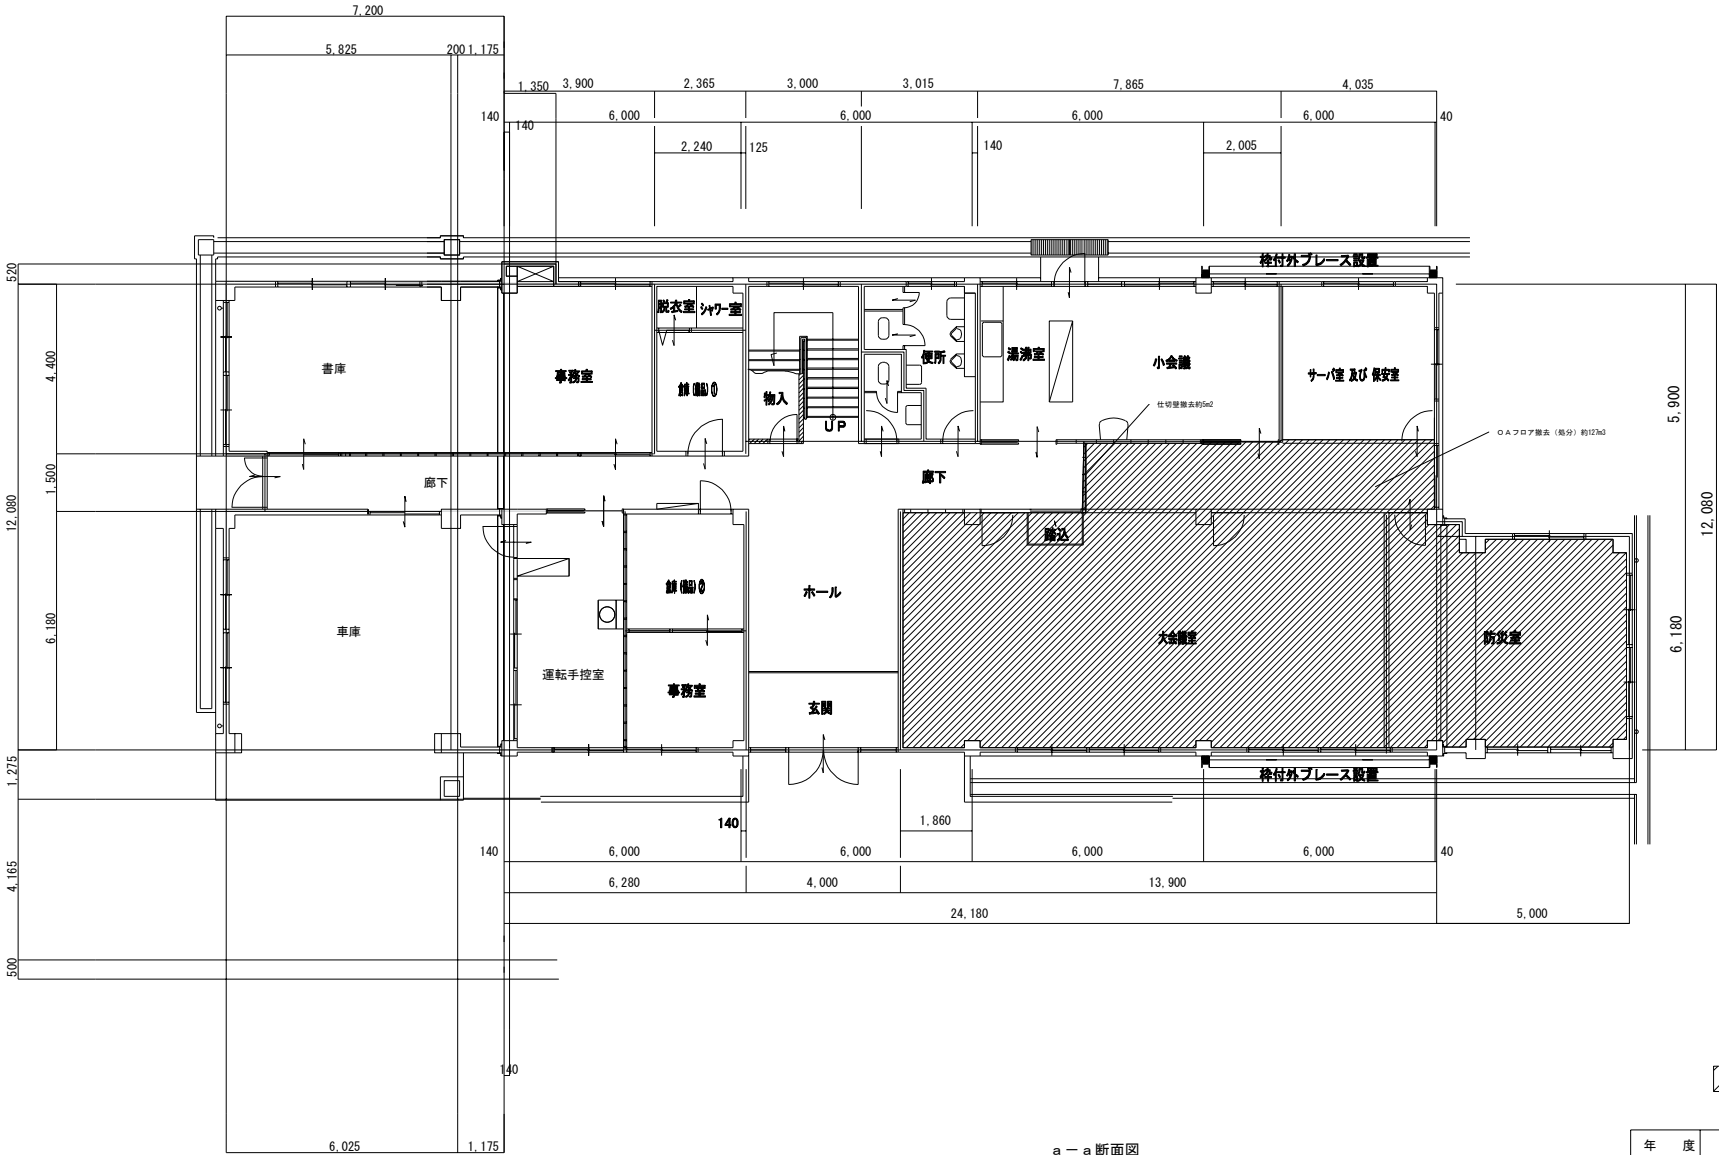 7,200
5,825
200
1,175
1,350
3,900
2,365
3,000
3,015
7,865
4,035
140
140
6,000
6,000
6,000
6,000
40
2,240
125
140
2,005
枠付外ブレース設置
520
4,400
1,500
12,080
6,180
1,275
4,165
500
5,900
12,080
6,180
書庫
事務室
脱衣室
シャワー室
倉庫(備品)①
物入
UP
便所
湯沸室
小会議
サーバ室 及び 保安室
仕切壁撤去約5m2
OAフロア撤去(処分)約127m3
廊下
廊下
踏込
倉庫(備品)②
ホール
車庫
運転手控室
事務室
玄関
大会議室
防災室
枠付外ブレース設置
140
1,860
140
6,000
6,000
6,000
6,000
40
6,280
4,000
13,900
24,180
5,000
140
6,025
1,175
a-a断面図
年 度